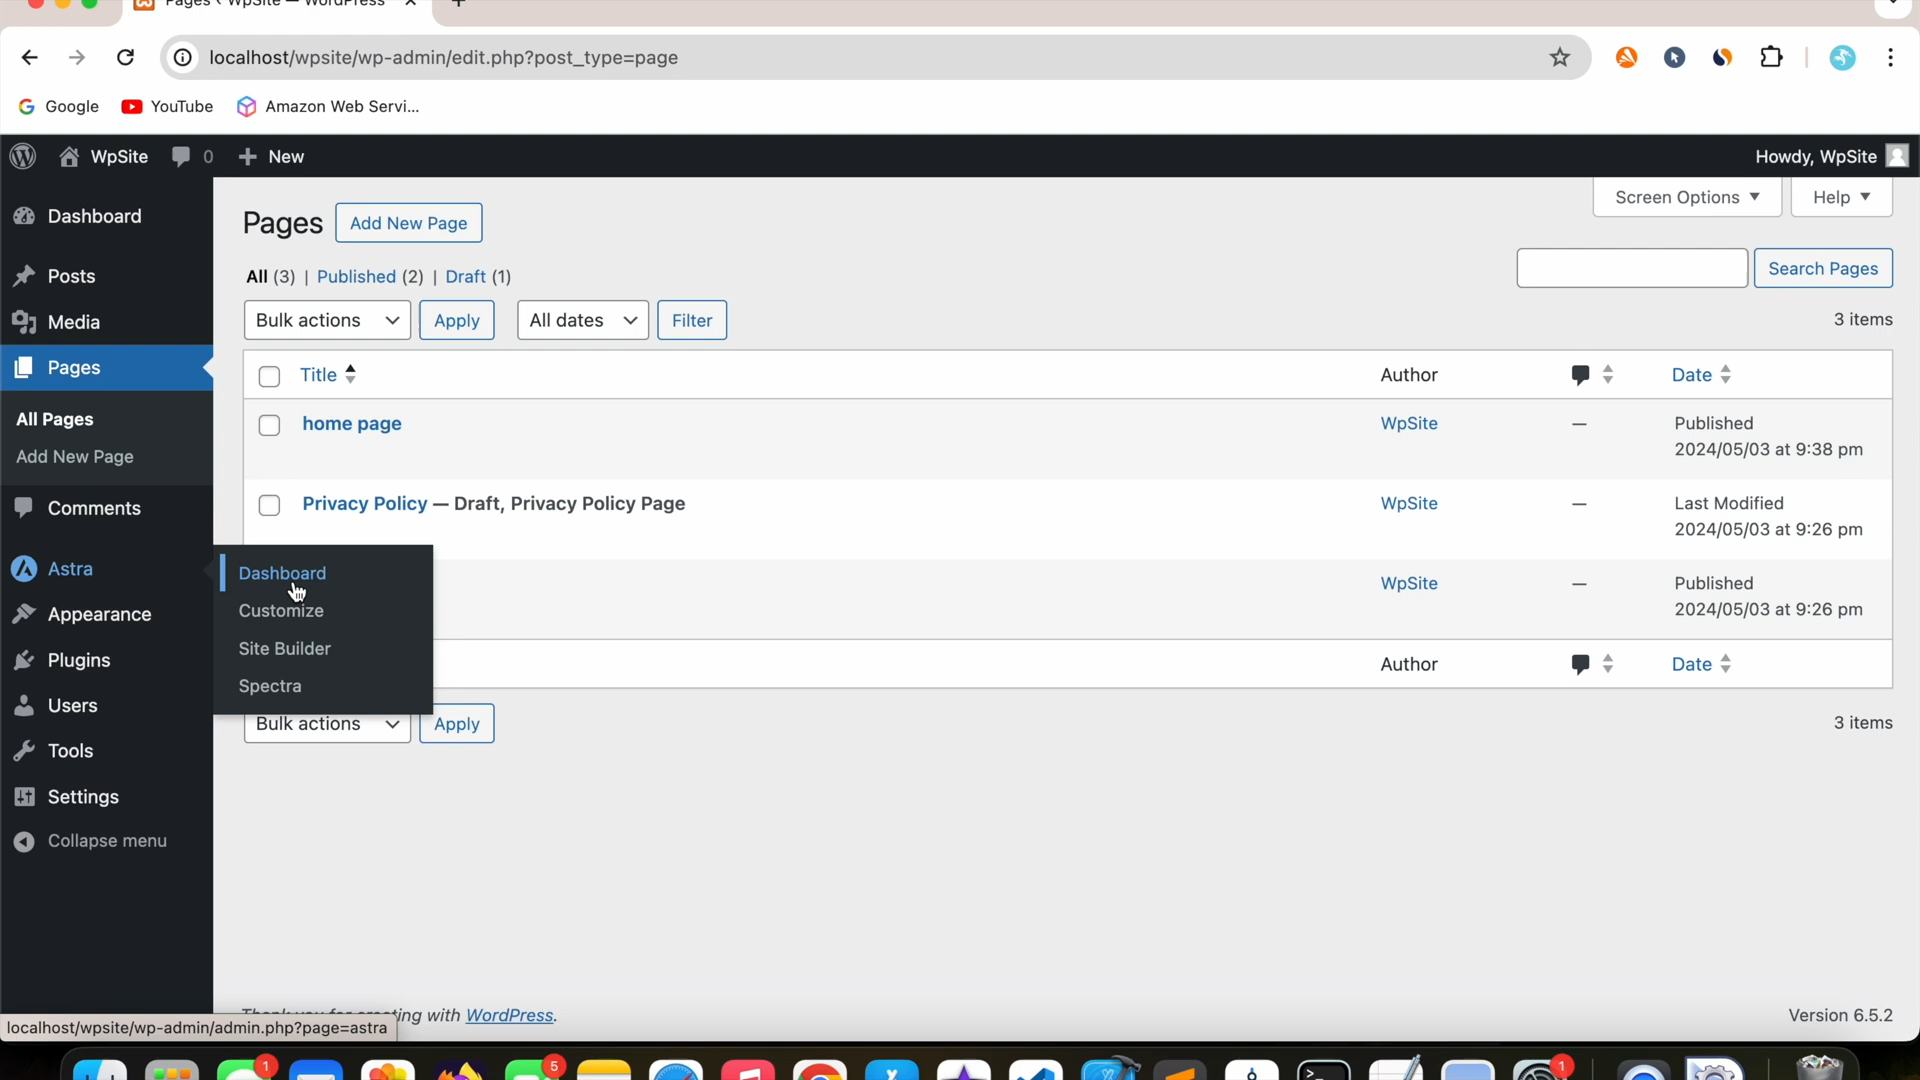 Pages ‹ WpSite — WordPress
localhost/wpsite/wp-admin/edit.php?post_type=page
Google YouTube Amazon Web Servi...
WpSite 0 New Howdy, WpSite
Screen Options Help
Dashboard
Posts
Media
Pages
All Pages
Add New Page
Comments
Astra
Appearance
Plugins
Users
Tools
Settings
Collapse menu
Dashboard
Customize
Site Builder
Spectra
Pages Add New Page
All (3) | Published (2) | Draft (1)
Search Pages
Bulk actions Apply All dates Filter 3 items
Title Author Date
home page WpSite — Published
2024/05/03 at 9:38 pm
Privacy Policy — Draft, Privacy Policy Page WpSite — Last Modified
2024/05/03 at 9:26 pm
WpSite — Published
2024/05/03 at 9:26 pm
Author Date
Bulk actions Apply 3 items
with WordPress. Version 6.5.2
localhost/wpsite/wp-admin/admin.php?page=astra
1 5 1